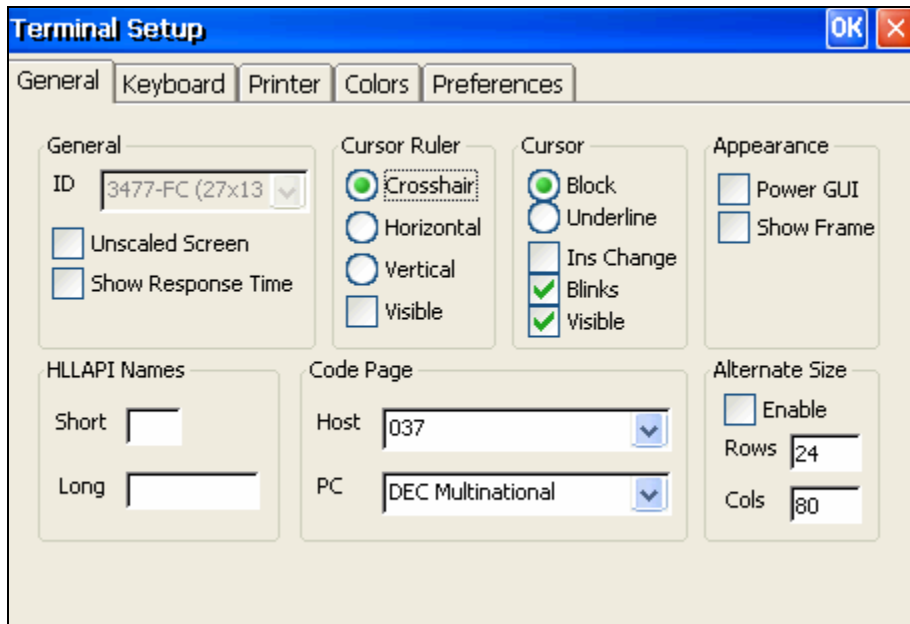 Terminal Setup OK
General Keyboard Printer Colors Preferences
General
ID 3477-FC (27x13
Unscaled Screen
Show Response Time
Cursor Ruler
Crosshair
Horizontal
Vertical
Visible
Cursor
Block
Underline
Ins Change
Blinks
Visible
Appearance
Power GUI
Show Frame
HLLAPI Names
Short
Long
Code Page
Host 037
PC DEC Multinational
Alternate Size
Enable
Rows 24
Cols 80